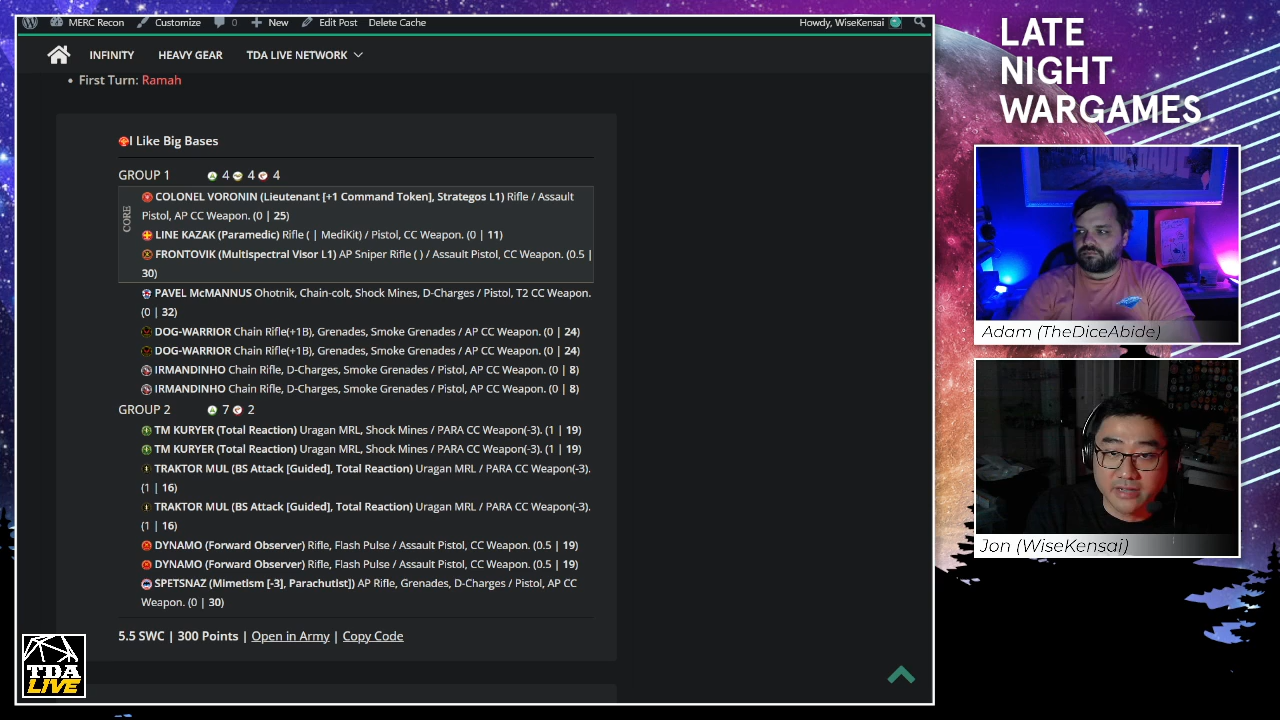 MERC Recon Customize 0 New Edit Post Delete Cache Howdy, WiseKensai
INFINITY HEAVY GEAR TDA LIVE NETWORK
• First Turn: Ramah
I Like Big Bases
GROUP 1 4 4 4
CORE
COLONEL VORONIN (Lieutenant [+1 Command Token], Strategos L1) Rifle / Assault
Pistol, AP CC Weapon. (0 | 25)
LINE KAZAK (Paramedic) Rifle ( | MediKit) / Pistol, CC Weapon. (0 | 11)
FRONTOVIK (Multispectral Visor L1) AP Sniper Rifle ( ) / Assault Pistol, CC Weapon. (0.5 |
30)
PAVEL McMANNUS Ohotnik, Chain-colt, Shock Mines, D-Charges / Pistol, T2 CC Weapon.
(0 | 32)
DOG-WARRIOR Chain Rifle(+1B), Grenades, Smoke Grenades / AP CC Weapon. (0 | 24)
DOG-WARRIOR Chain Rifle(+1B), Grenades, Smoke Grenades / AP CC Weapon. (0 | 24)
IRMANDINHO Chain Rifle, D-Charges, Smoke Grenades / Pistol, AP CC Weapon. (0 | 8)
IRMANDINHO Chain Rifle, D-Charges, Smoke Grenades / Pistol, AP CC Weapon. (0 | 8)
GROUP 2 7 2
TM KURYER (Total Reaction) Uragan MRL, Shock Mines / PARA CC Weapon(-3). (1 | 19)
TM KURYER (Total Reaction) Uragan MRL, Shock Mines / PARA CC Weapon(-3). (1 | 19)
TRAKTOR MUL (BS Attack [Guided], Total Reaction) Uragan MRL / PARA CC Weapon(-3).
(1 | 16)
TRAKTOR MUL (BS Attack [Guided], Total Reaction) Uragan MRL / PARA CC Weapon(-3).
(1 | 16)
DYNAMO (Forward Observer) Rifle, Flash Pulse / Assault Pistol, CC Weapon. (0.5 | 19)
DYNAMO (Forward Observer) Rifle, Flash Pulse / Assault Pistol, CC Weapon. (0.5 | 19)
SPETSNAZ (Mimetism [-3], Parachutist]) AP Rifle, Grenades, D-Charges / Pistol, AP CC
Weapon. (0 | 30)
5.5 SWC | 300 Points | Open in Army | Copy Code
TDA
LIVE
LATE
NIGHT
WARGAMES
Adam (TheDiceAbide)
Jon (WiseKensai)